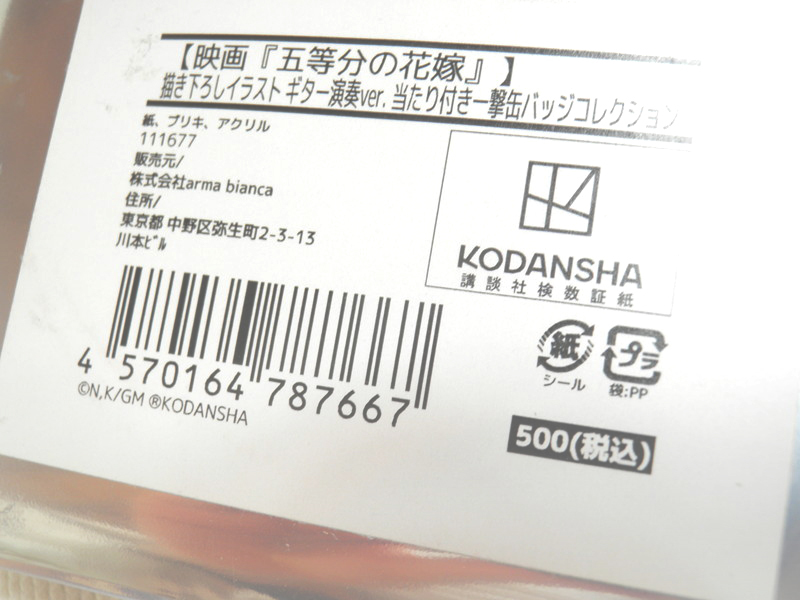 【映画『五等分の花嫁』】
描き下ろしイラスト ギター演奏ver. 当たり付き一撃缶バッジコレクション
紙、ブリキ、アクリル
111677
販売元/
株式会社arma bianca
住所/
東京都 中野区弥生町2-3-13
川本ﾋﾞﾙ
KODANSHA
講談社検数証紙
4 570164 787667
©N,K/GM ®KODANSHA
紙
シール
プラ
袋:PP
500(税込)